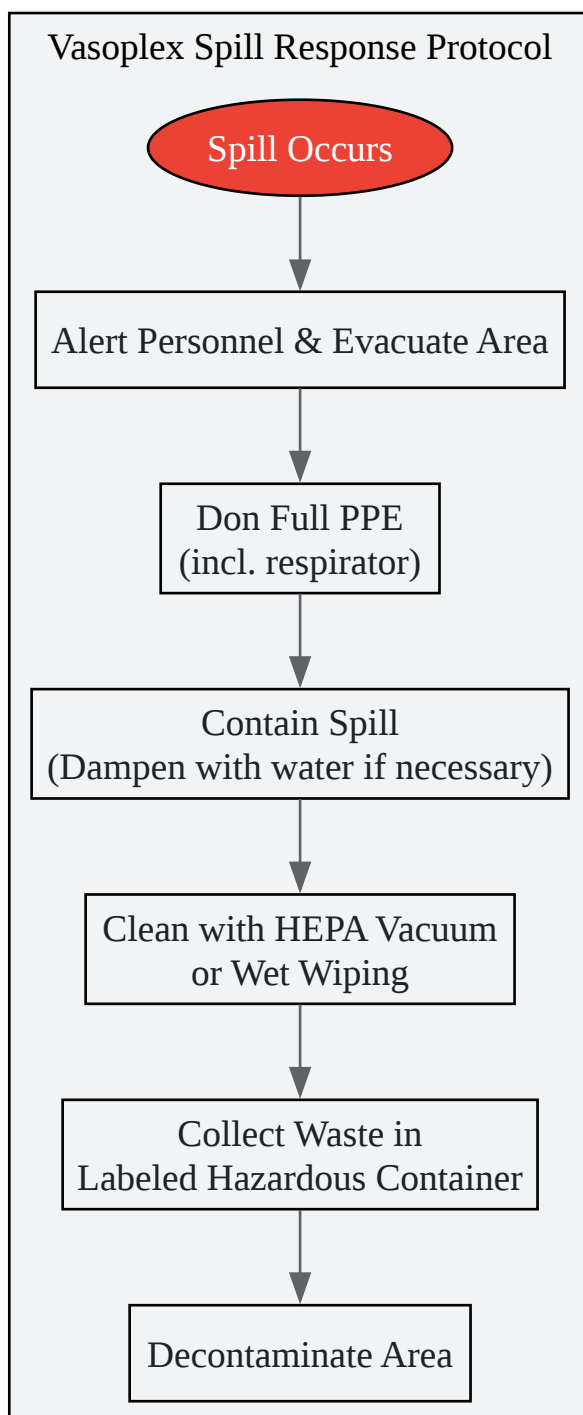 Vasoplex Spill Response Protocol
Spill Occurs
Alert Personnel & Evacuate Area
Don Full PPE
(incl. respirator)
Contain Spill
(Dampen with water if necessary)
Clean with HEPA Vacuum
or Wet Wiping
Collect Waste in
Labeled Hazardous Container
Decontaminate Area